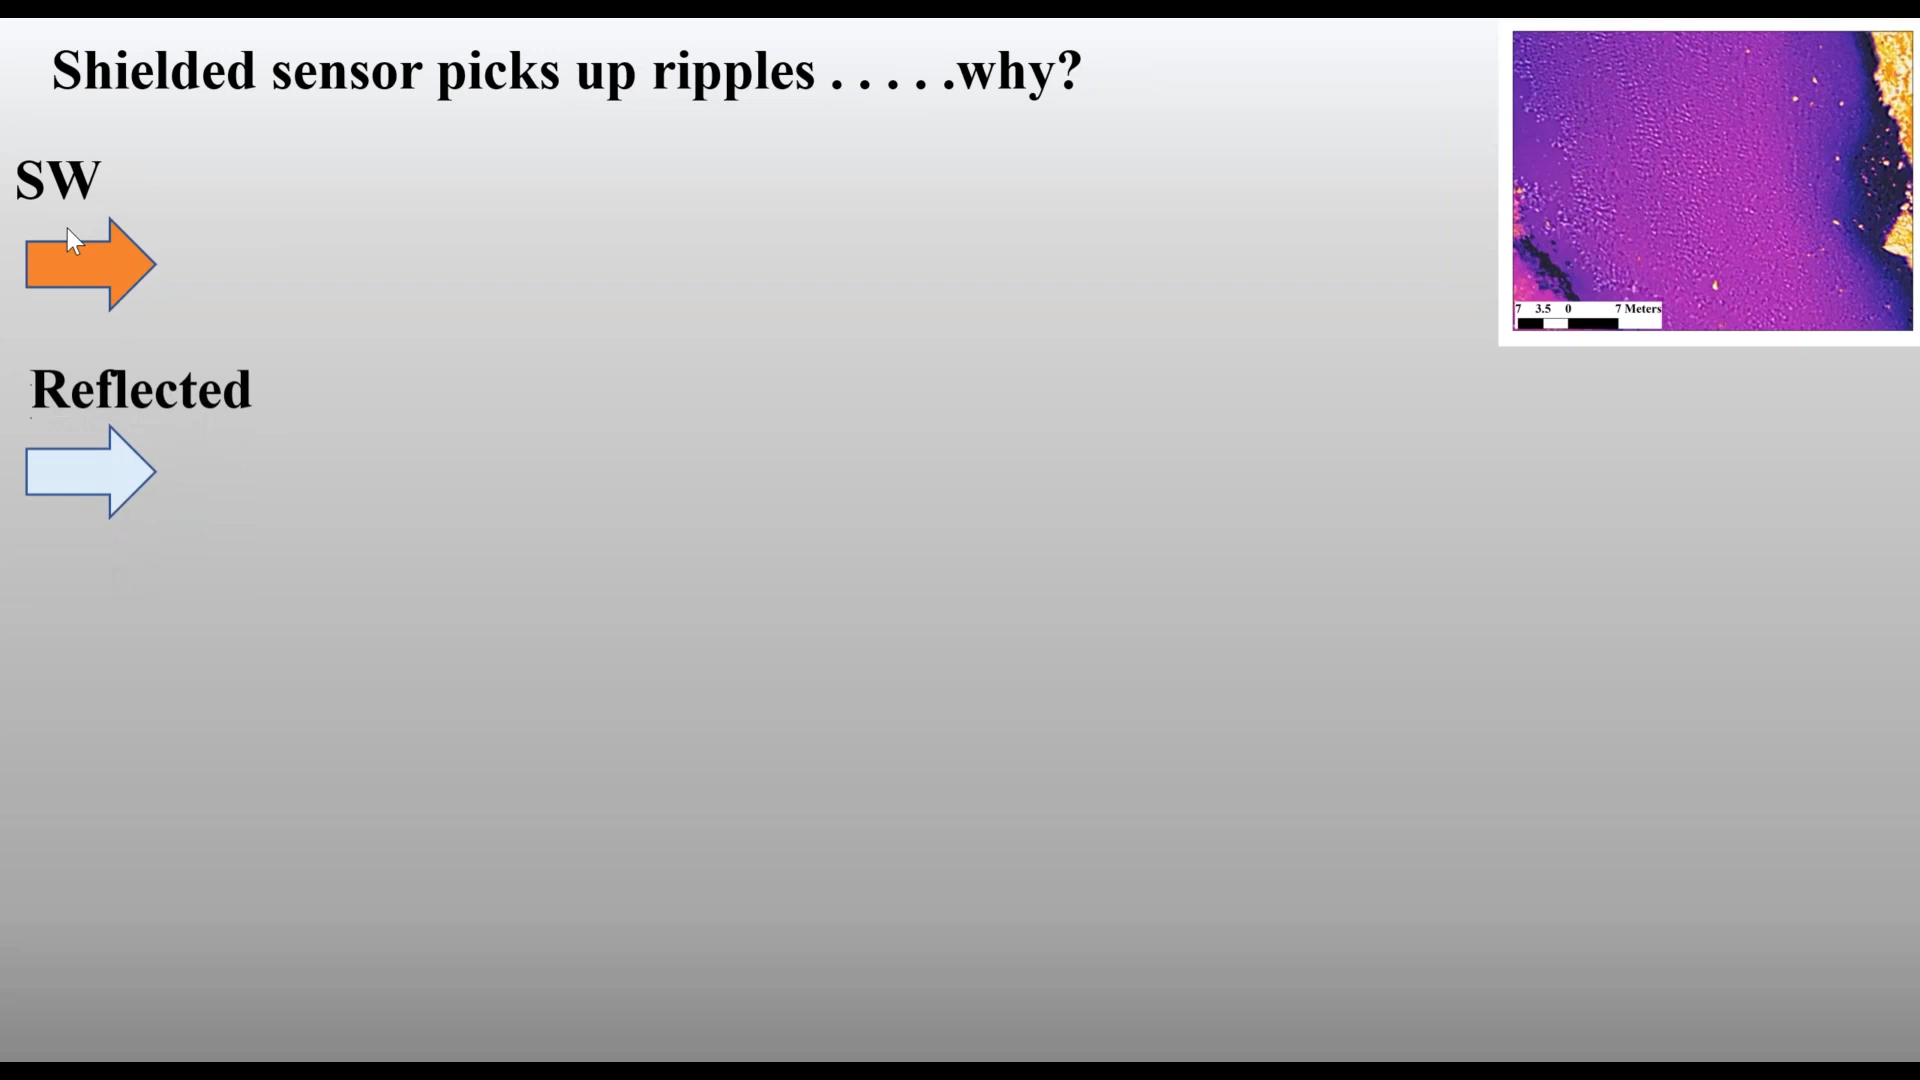 Shielded sensor picks up ripples . . . . .why?
SW
Reflected
7 3.5 0 7 Meters